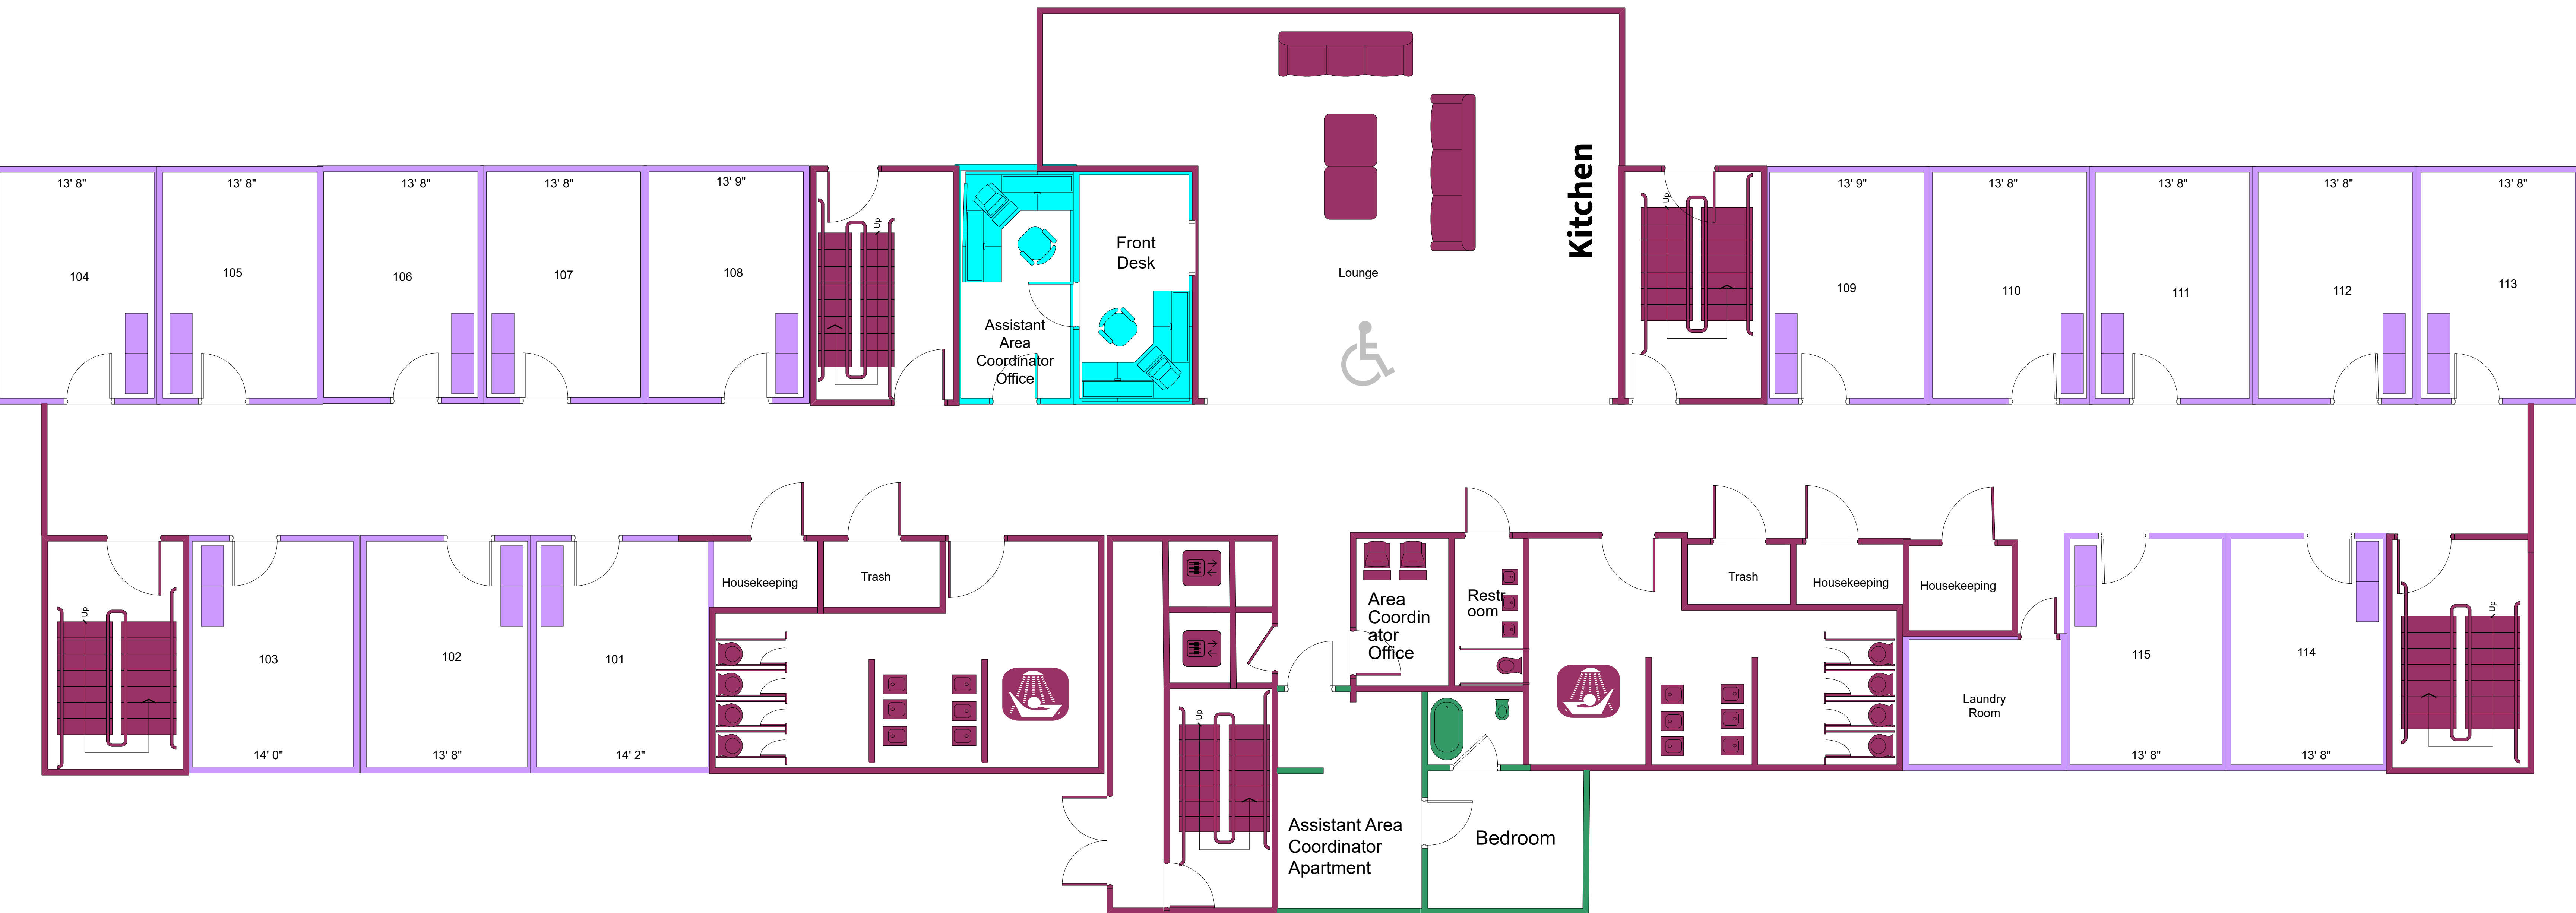 Kitchen
13' 8"
13' 8"
13' 8"
13' 8"
13' 9"
13' 9"
13' 8"
13' 8"
13' 8"
13' 8"
Up
Up
104
105
106
107
108
Front
Desk
Lounge
109
110
111
112
113
Assistant
Area
Coordinator
Office
Housekeeping
Trash
Area
Coordin
ator
Office
Restr
oom
Trash
Housekeeping
Housekeeping
Up
Up
103
102
101
115
114
Laundry
Room
Up
14' 0"
13' 8"
14' 2"
13' 8"
13' 8"
Assistant Area
Coordinator
Apartment
Bedroom